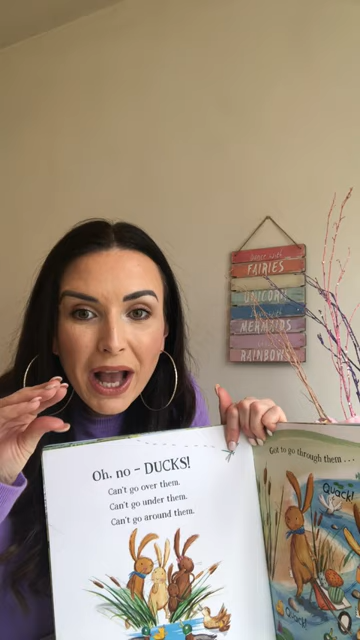 FAIRIES
UNICORN
MERMAIDS
RAINBOWS
Oh, no – DUCKS!
Can't go over them.
Can't go under them.
Can't go around them.
Got to go through them . . .
Quack!